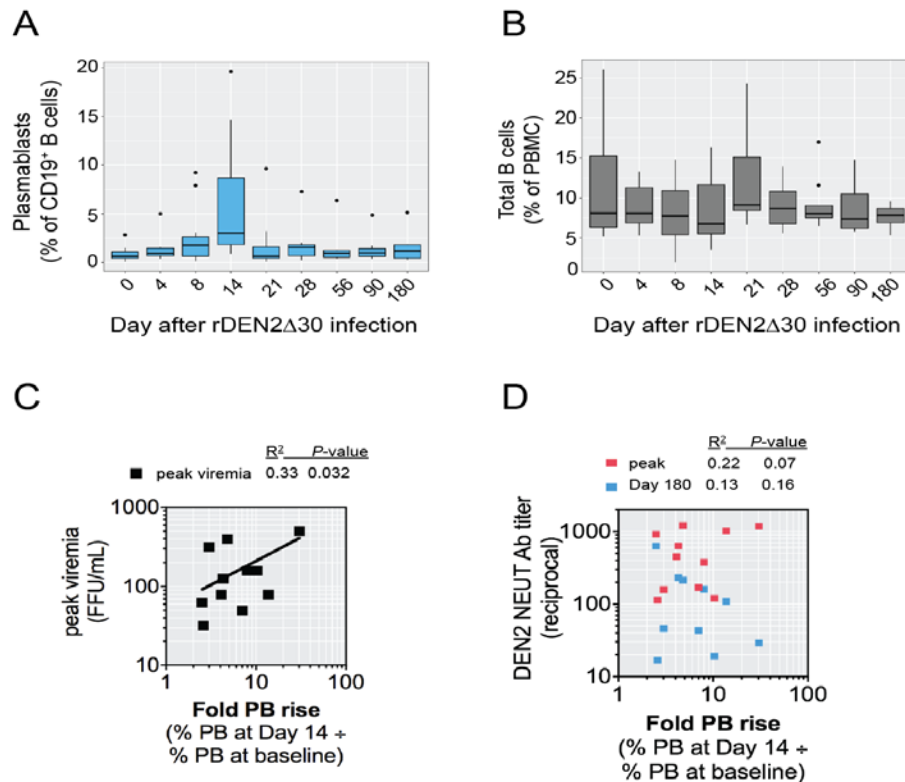 A
Plasmablasts
(% of CD19⁺ B cells)
20
15
10
5
0
0 4 8 14 21 28 56 90 180
Day after rDEN2Δ30 infection
B
Total B cells
(% of PBMC)
25
20
15
10
5
0
0 4 8 14 21 28 56 90 180
Day after rDEN2Δ30 infection
C
R² P-value
peak viremia 0.33 0.032
peak viremia
(FFU/mL)
1000
100
10
1 10 100
Fold PB rise
(% PB at Day 14 ÷
% PB at baseline)
D
R² P-value
peak 0.22 0.07
Day 180 0.13 0.16
DEN2 NEUT Ab titer
(reciprocal)
1000
100
10
1 10 100
Fold PB rise
(% PB at Day 14 ÷
% PB at baseline)